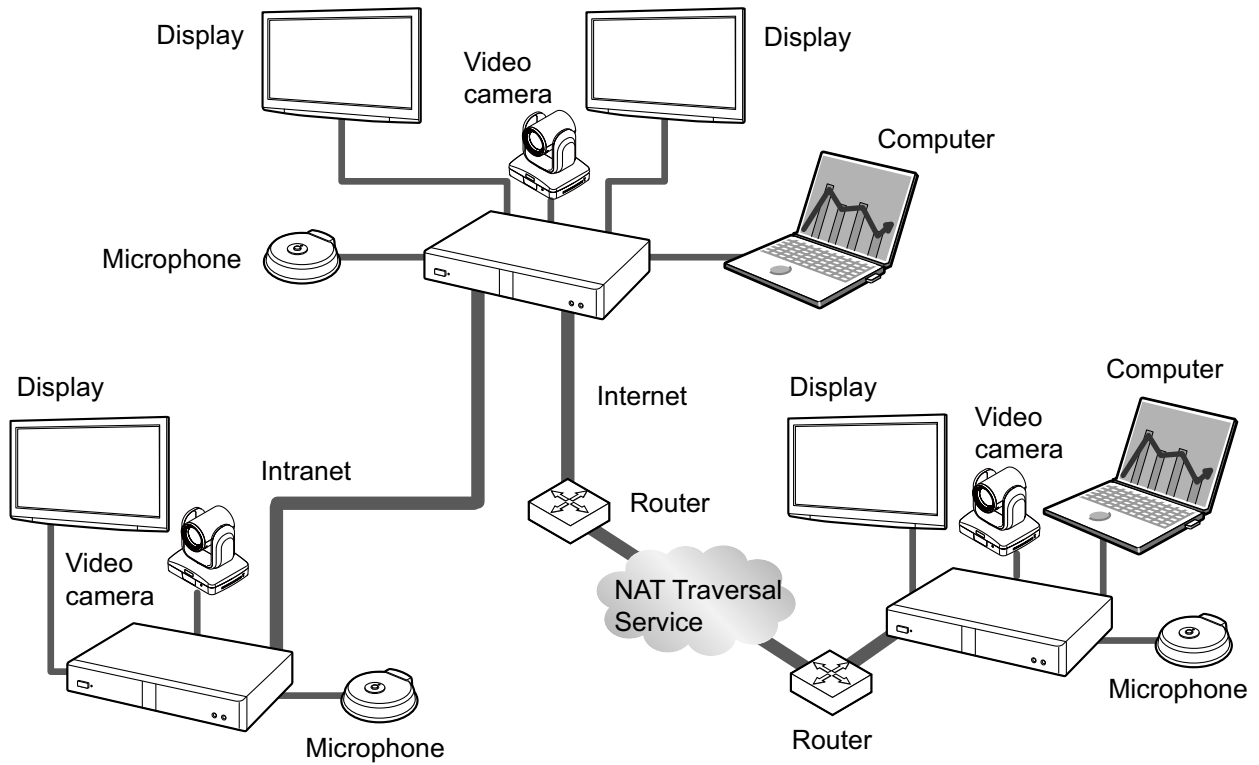 Display
Display
Video
camera
Computer
Microphone
Display
Internet
Display
Computer
Video
camera
Intranet
Router
Video
camera
NAT Traversal
Service
Microphone
Router
Microphone